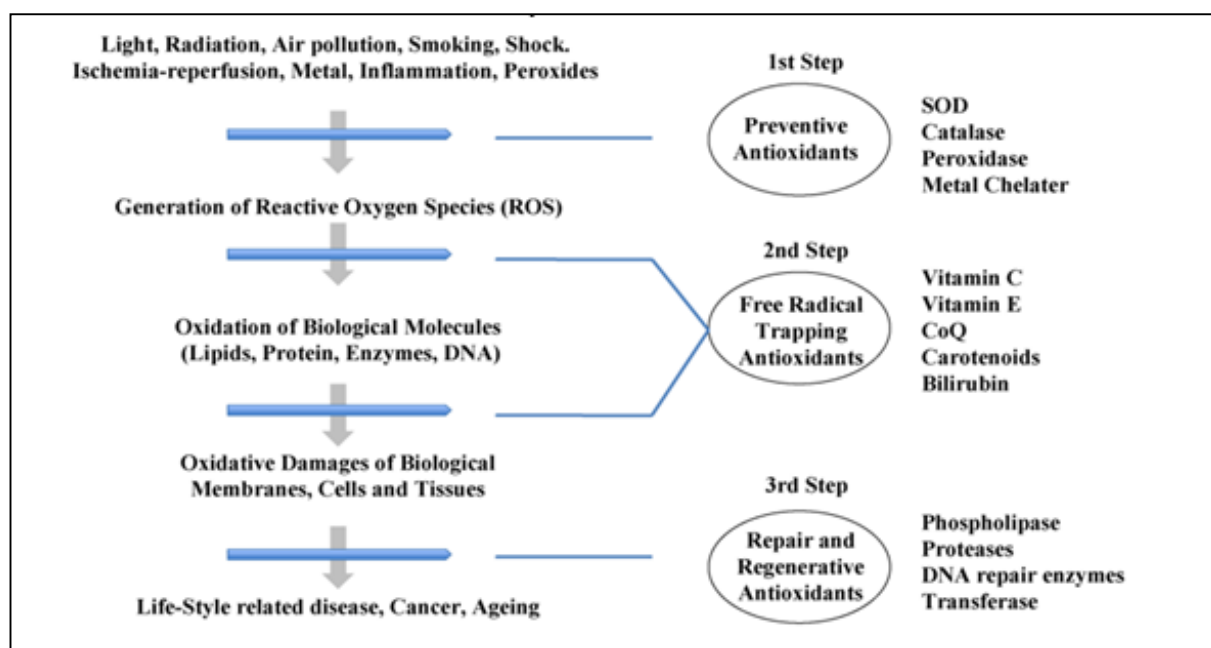 Light, Radiation, Air pollution, Smoking, Shock.
Ischemia-reperfusion, Metal, Inflammation, Peroxides
1st Step
Preventive
Antioxidants
SOD
Catalase
Peroxidase
Metal Chelater
Generation of Reactive Oxygen Species (ROS)
2nd Step
Free Radical
Trapping
Antioxidants
Vitamin C
Vitamin E
CoQ
Carotenoids
Bilirubin
Oxidation of Biological Molecules
(Lipids, Protein, Enzymes, DNA)
Oxidative Damages of Biological
Membranes, Cells and Tissues
3rd Step
Repair and
Regenerative
Antioxidants
Phospholipase
Proteases
DNA repair enzymes
Transferase
Life-Style related disease, Cancer, Ageing